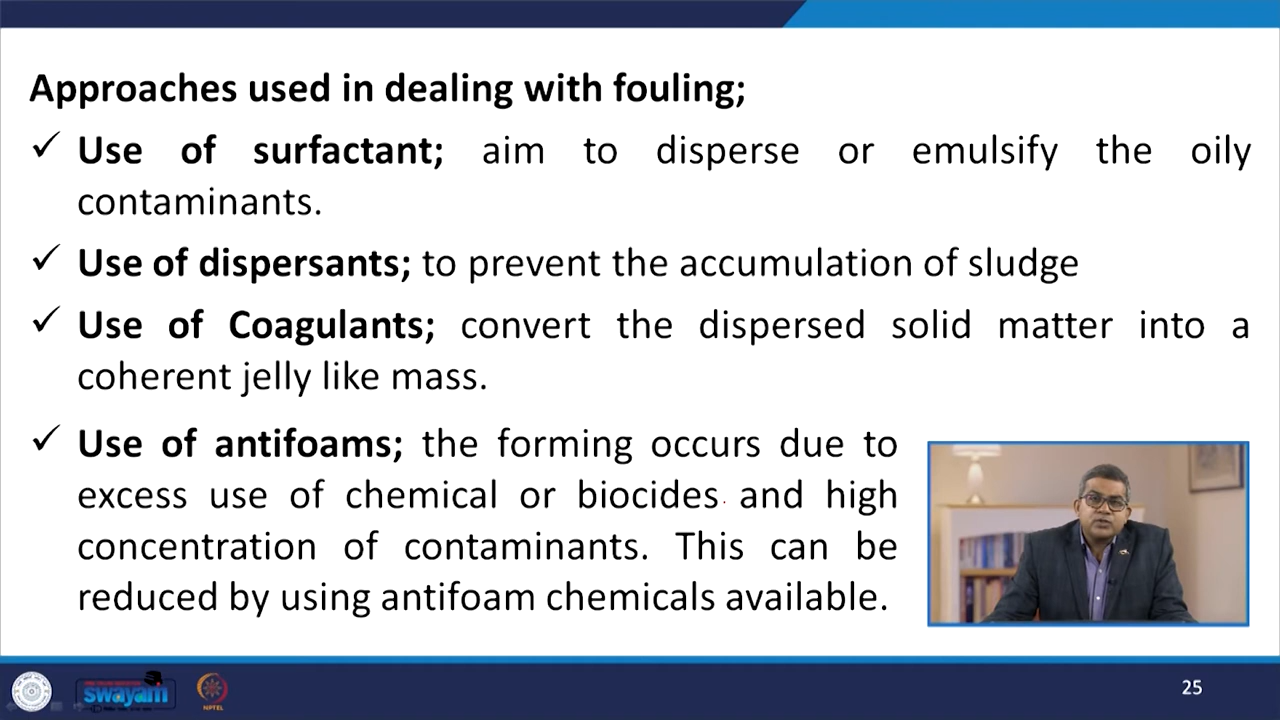 Approaches used in dealing with fouling;
✓ Use of surfactant; aim to disperse or emulsify the oily
contaminants.
✓ Use of dispersants; to prevent the accumulation of sludge
✓ Use of Coagulants; convert the dispersed solid matter into a
coherent jelly like mass.
✓ Use of antifoams; the forming occurs due to
excess use of chemical or biocides and high
concentration of contaminants. This can be
reduced by using antifoam chemicals available.
swayam
NPTEL
25